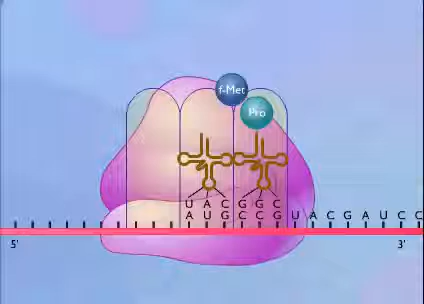 f-Met
Pro
U A C G G C
A U G C C G U A C G A U C C
5'
3'